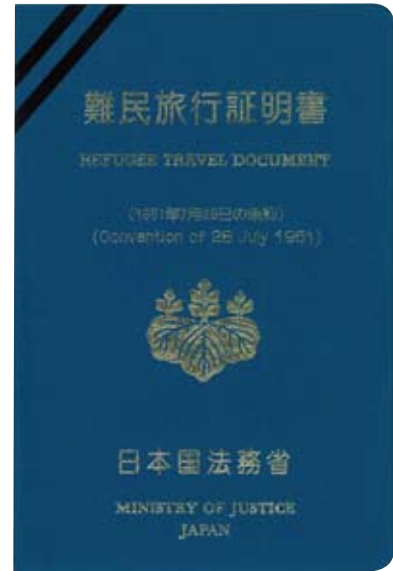 難民旅行証明書
REFUGEE TRAVEL DOCUMENT
(1951年7月28日の条約)
(Convention of 28 July 1951)
日本国法務省
MINISTRY OF JUSTICE
JAPAN